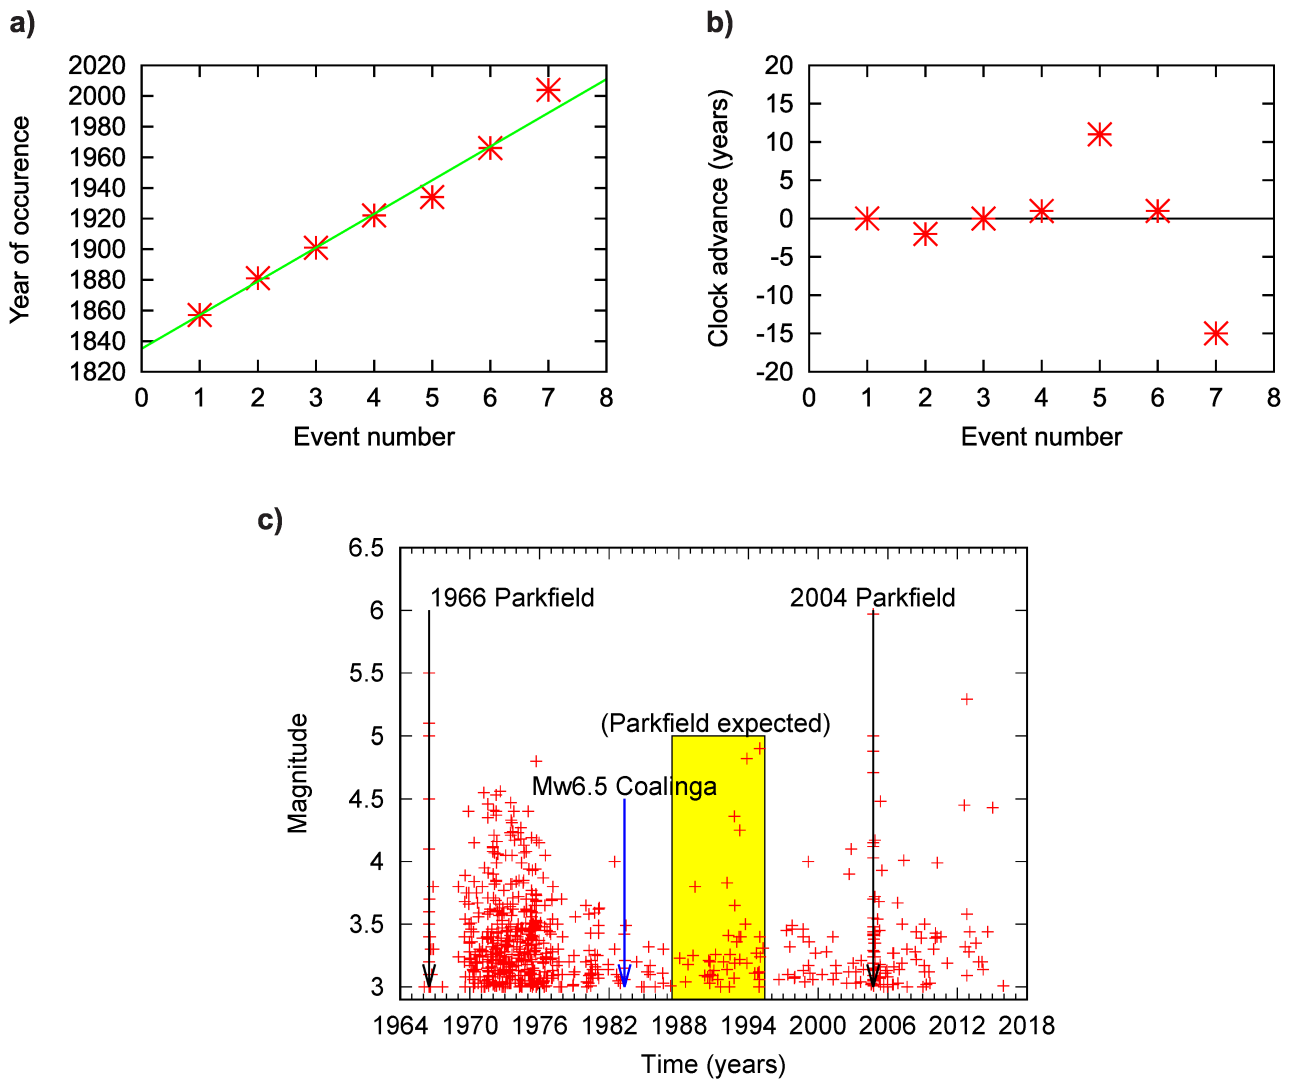 a)
2020
2000
1980
1960
1940
1920
1900
1880
1860
1840
1820
0 1 2 3 4 5 6 7 8
Year of occurence
Event number
b)
20
15
10
5
0
-5
-10
-15
-20
0 1 2 3 4 5 6 7 8
Clock advance (years)
Event number
c)
6.5
6
5.5
5
4.5
4
3.5
3
1966 Parkfield
2004 Parkfield
(Parkfield expected)
Mw6.5 Coalinga
Magnitude
1964 1970 1976 1982 1988 1994 2000 2006 2012 2018
Time (years)